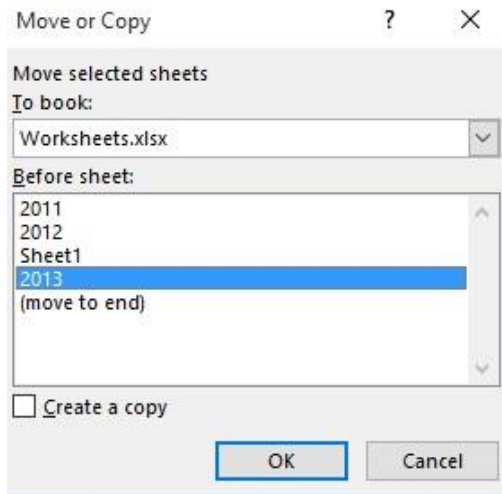 Move or Copy ? ×
Move selected sheets
To book:
Worksheets.xlsx
Before sheet:
2011
2012
Sheet1
2013
(move to end)
Create a copy
OK Cancel